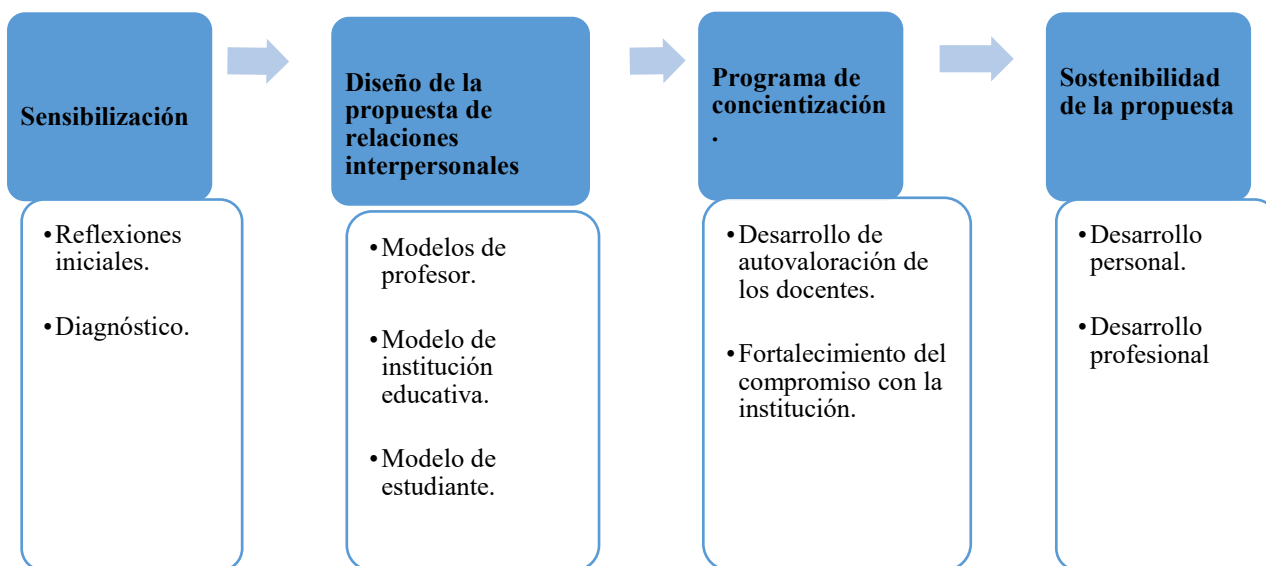 Sensibilización
•Reflexiones
iniciales.
•Diagnóstico.
Diseño de la
propuesta de
relaciones
interpersonales
•Modelos de
profesor.
•Modelo de
institución
educativa.
•Modelo de
estudiante.
Programa de
concientización
.
•Desarrollo de
autovaloración de
los docentes.
•Fortalecimiento del
compromiso con la
institución.
Sostenibilidad
de la propuesta
•Desarrollo
personal.
•Desarrollo
profesional